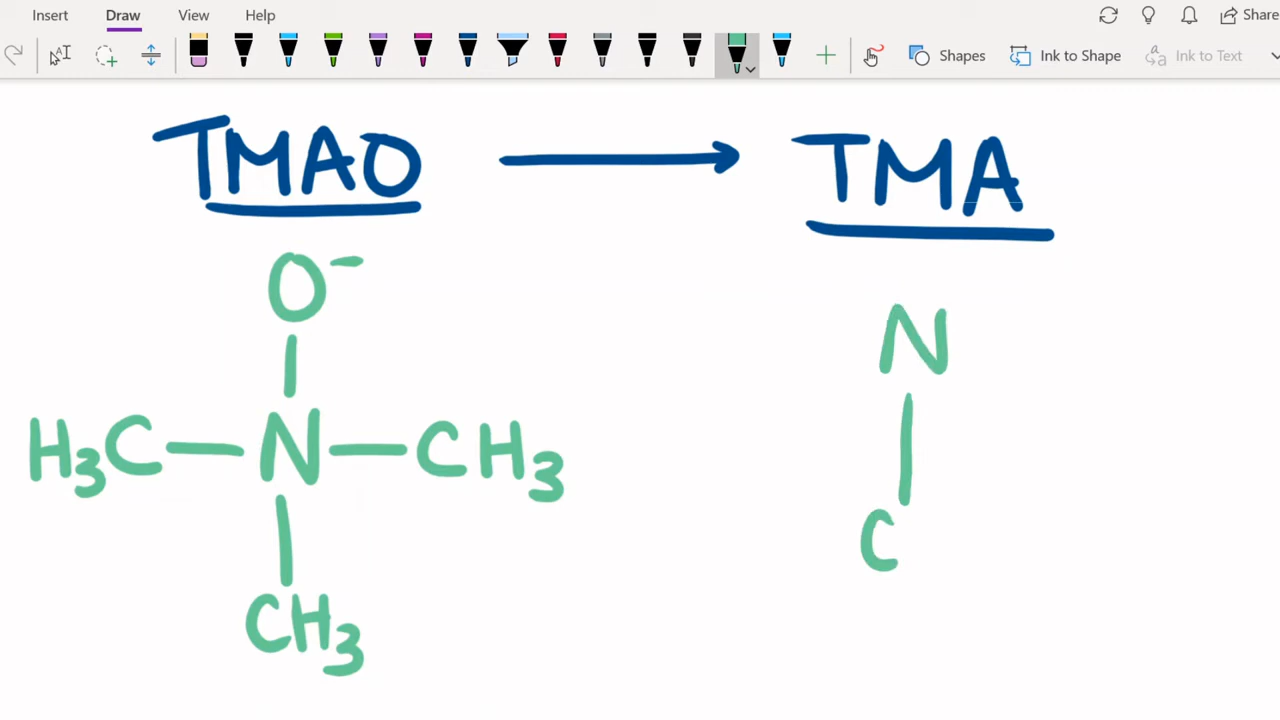 Insert Draw View Help Share
Shapes Ink to Shape Ink to Text
TMAO → TMA
O⁻
N
H₃C—N—CH₃
C
CH₃